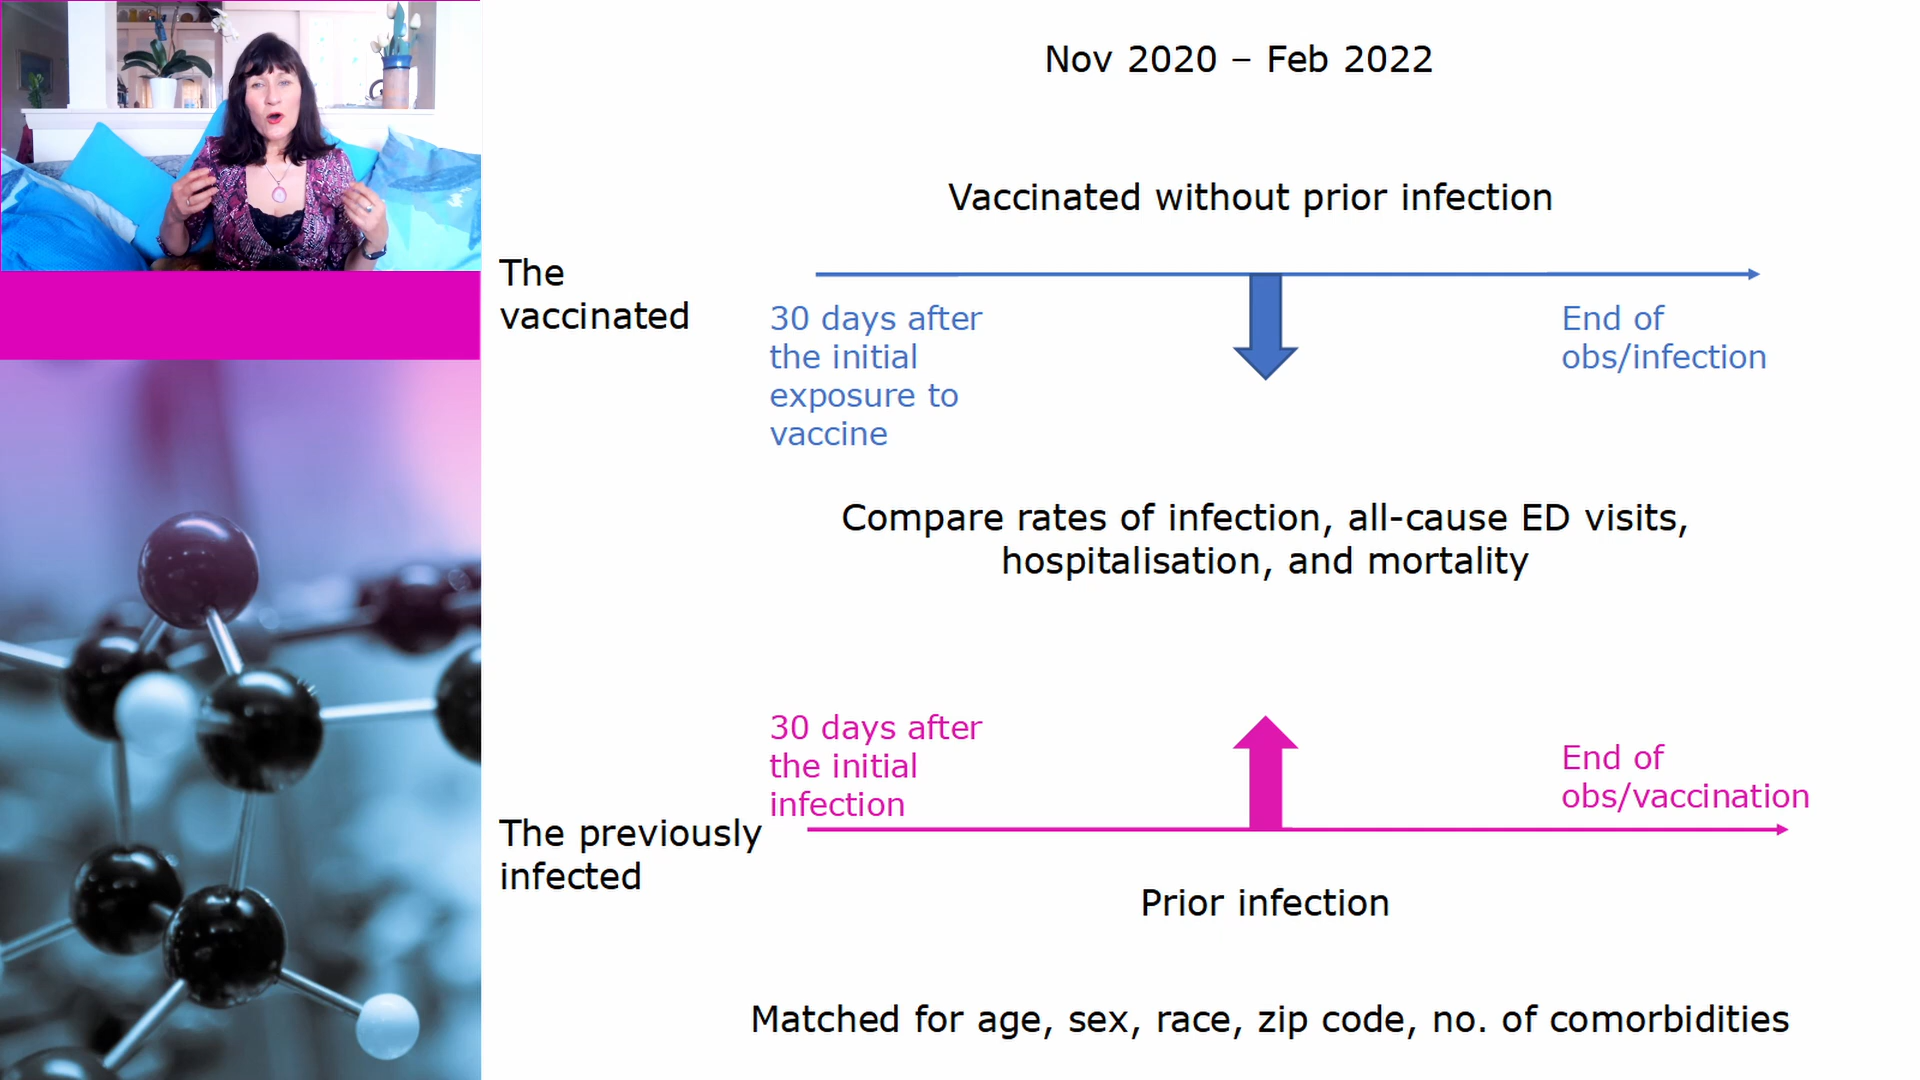 Nov 2020 – Feb 2022
Vaccinated without prior infection
The
vaccinated
30 days after
the initial
exposure to
vaccine
End of
obs/infection
Compare rates of infection, all-cause ED visits,
hospitalisation, and mortality
30 days after
the initial
infection
End of
obs/vaccination
The previously
infected
Prior infection
Matched for age, sex, race, zip code, no. of comorbidities